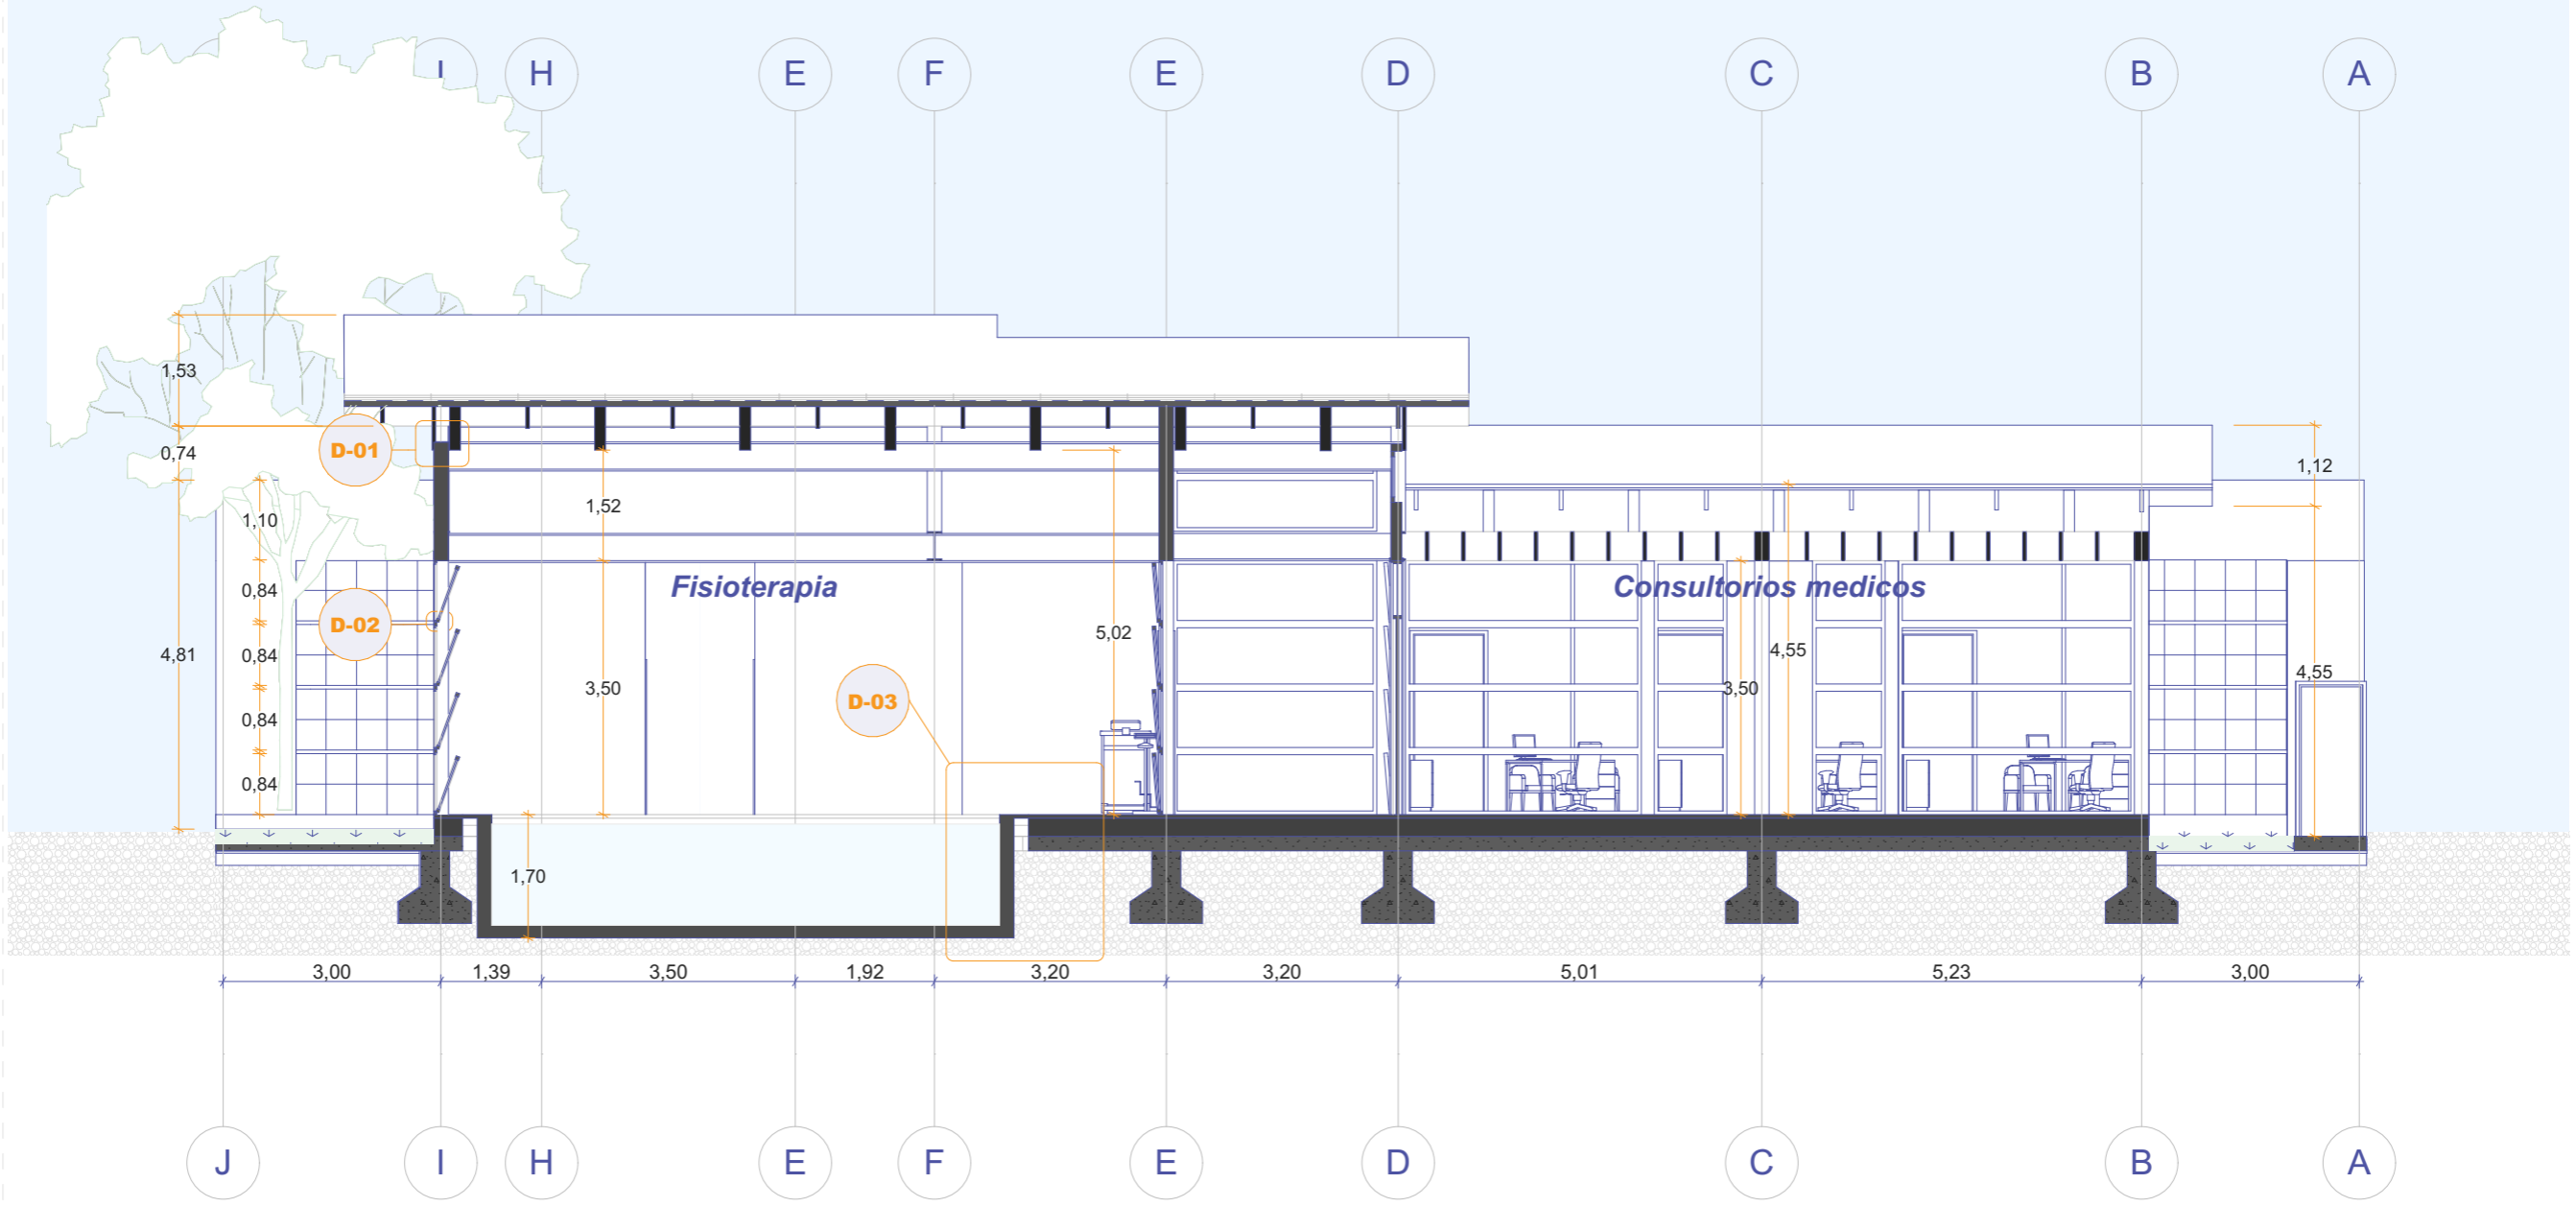 I H E F E D C B A
1,53
D-01
0,74
1,12
1,10
1,52
0,84
Fisioterapia
Consultorios medicos
D-02
5,02
4,81
0,84
4,55
4,55
3,50
3,50
D-03
0,84
0,84
1,70
3,00 1,39 3,50 1,92 3,20 3,20 5,01 5,23 3,00
J I H E F E D C B A